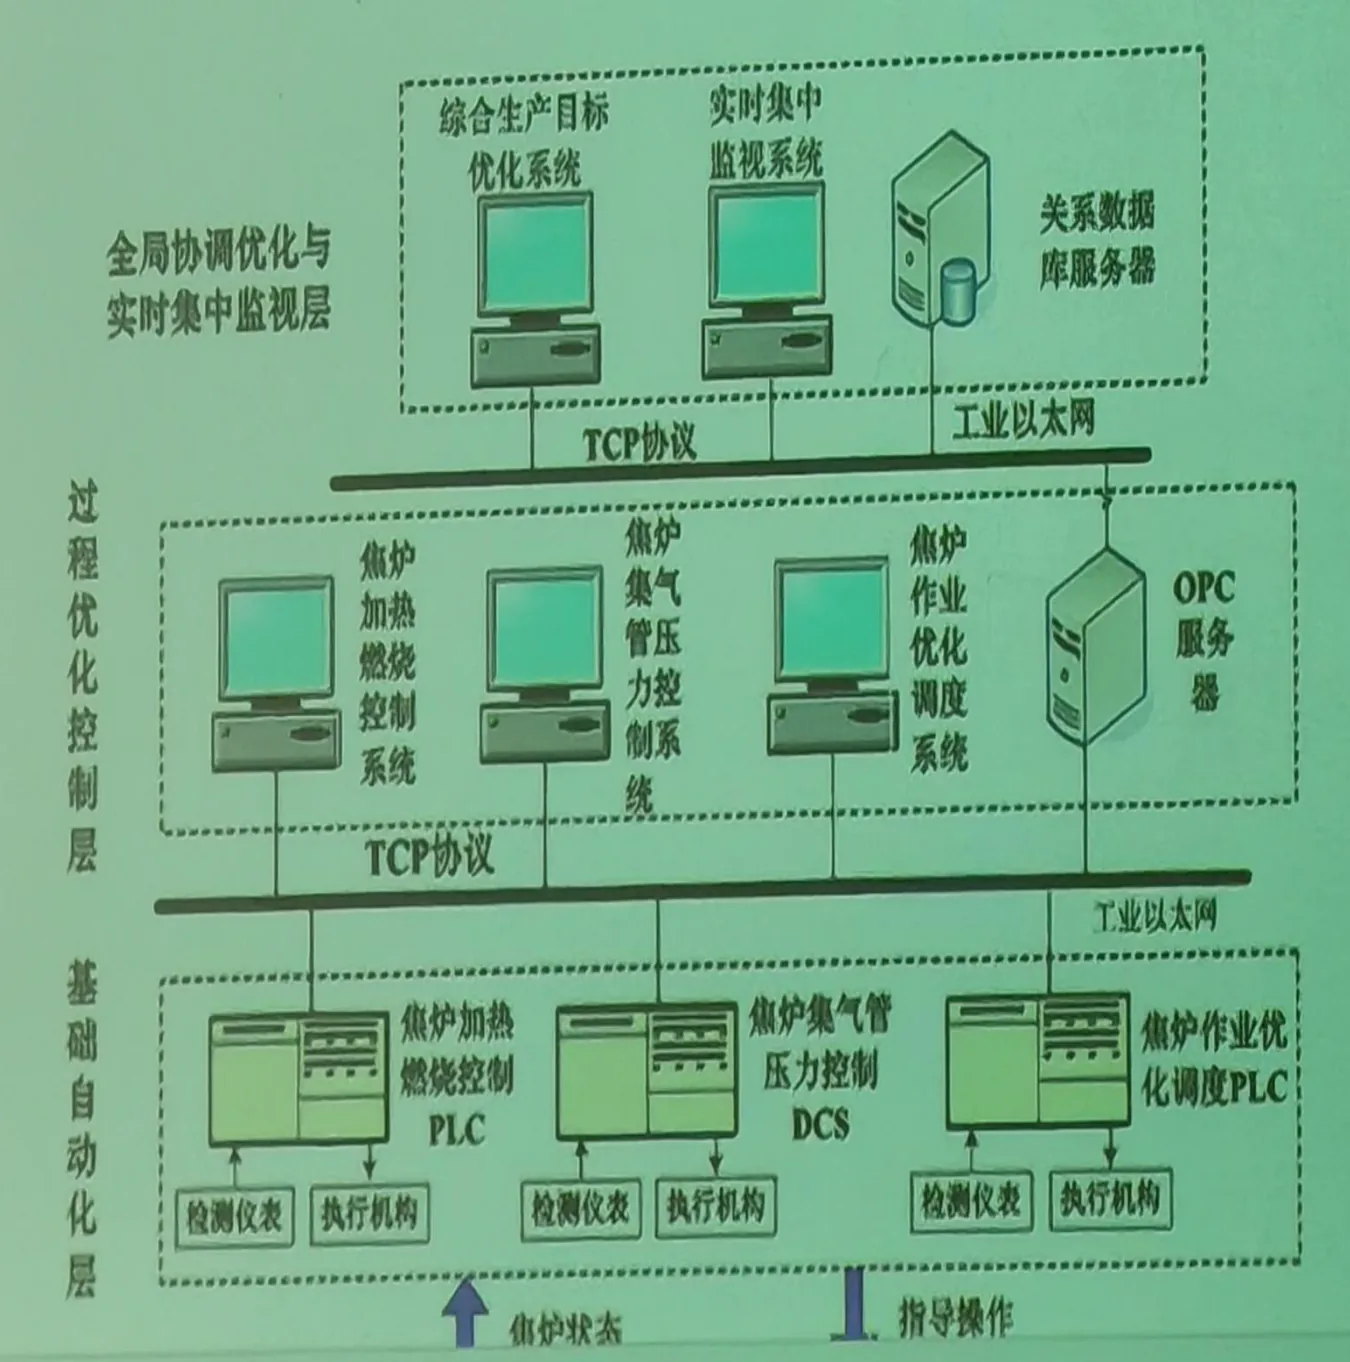 综合生产目标
优化系统
实时集中
监视系统
关系数据
库服务器
全局协调优化与
实时集中监视层
TCP协议
工业以太网
过程优化控制层
焦炉
加热
燃烧
控制
系统
焦炉
集气
管压
力控
制系
统
焦炉
作业
优化
调度
系统
OPC
服务
器
TCP协议
工业以太网
基础自动化层
焦炉加热
燃烧控制
PLC
焦炉集气管
压力控制
DCS
焦炉作业优
化调度PLC
检测仪表
执行机构
检测仪表
执行机构
检测仪表
执行机构
焦炉状态
指导操作